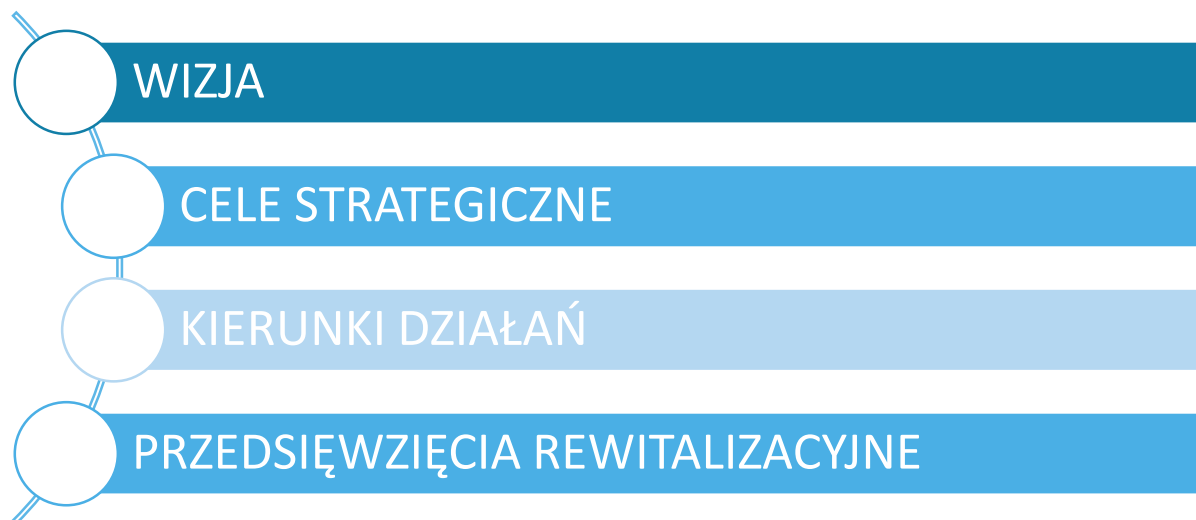 WIZJA
CELE STRATEGICZNE
KIERUNKI DZIAŁAŃ
PRZEDSIĘWZIĘCIA REWITALIZACYJNE